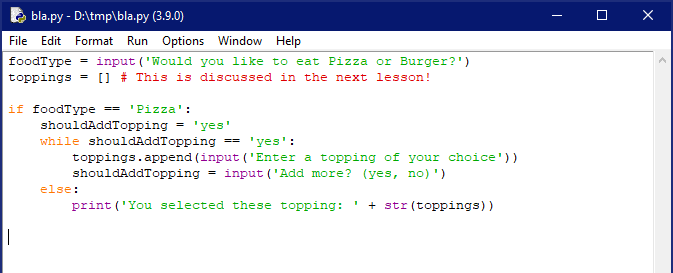 bla.py - D:\tmp\bla.py (3.9.0)
File Edit Format Run Options Window Help
foodType = input('Would you like to eat Pizza or Burger?')
toppings = [] # This is discussed in the next lesson!
if foodType == 'Pizza':
    shouldAddTopping = 'yes'
    while shouldAddTopping == 'yes':
        toppings.append(input('Enter a topping of your choice'))
        shouldAddTopping = input('Add more? (yes, no)')
    else:
        print('You selected these topping: ' + str(toppings))